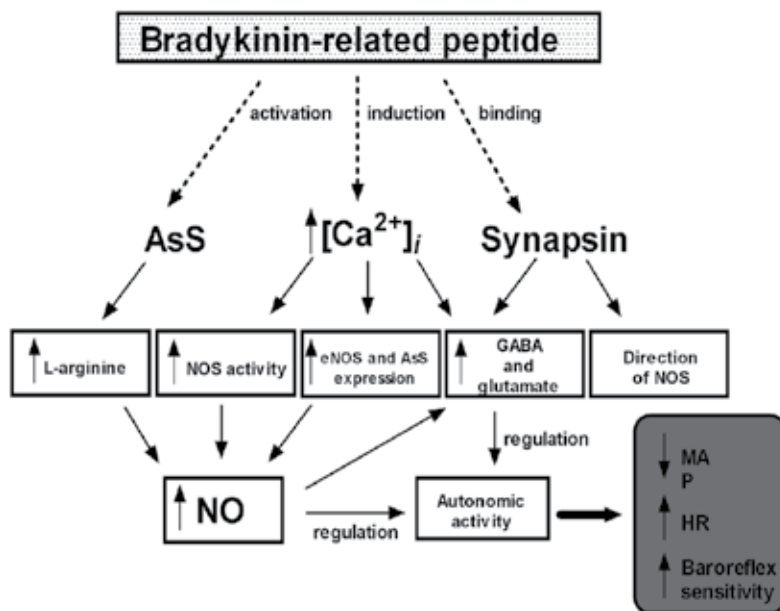 Bradykinin-related peptide
activation
induction
binding
AsS
[Ca²⁺]i
Synapsin
L-arginine
NOS activity
eNOS and AsS
expression
GABA
and
glutamate
Direction
of NOS
regulation
NO
regulation
Autonomic
activity
MA
P
HR
Baroreflex
sensitivity